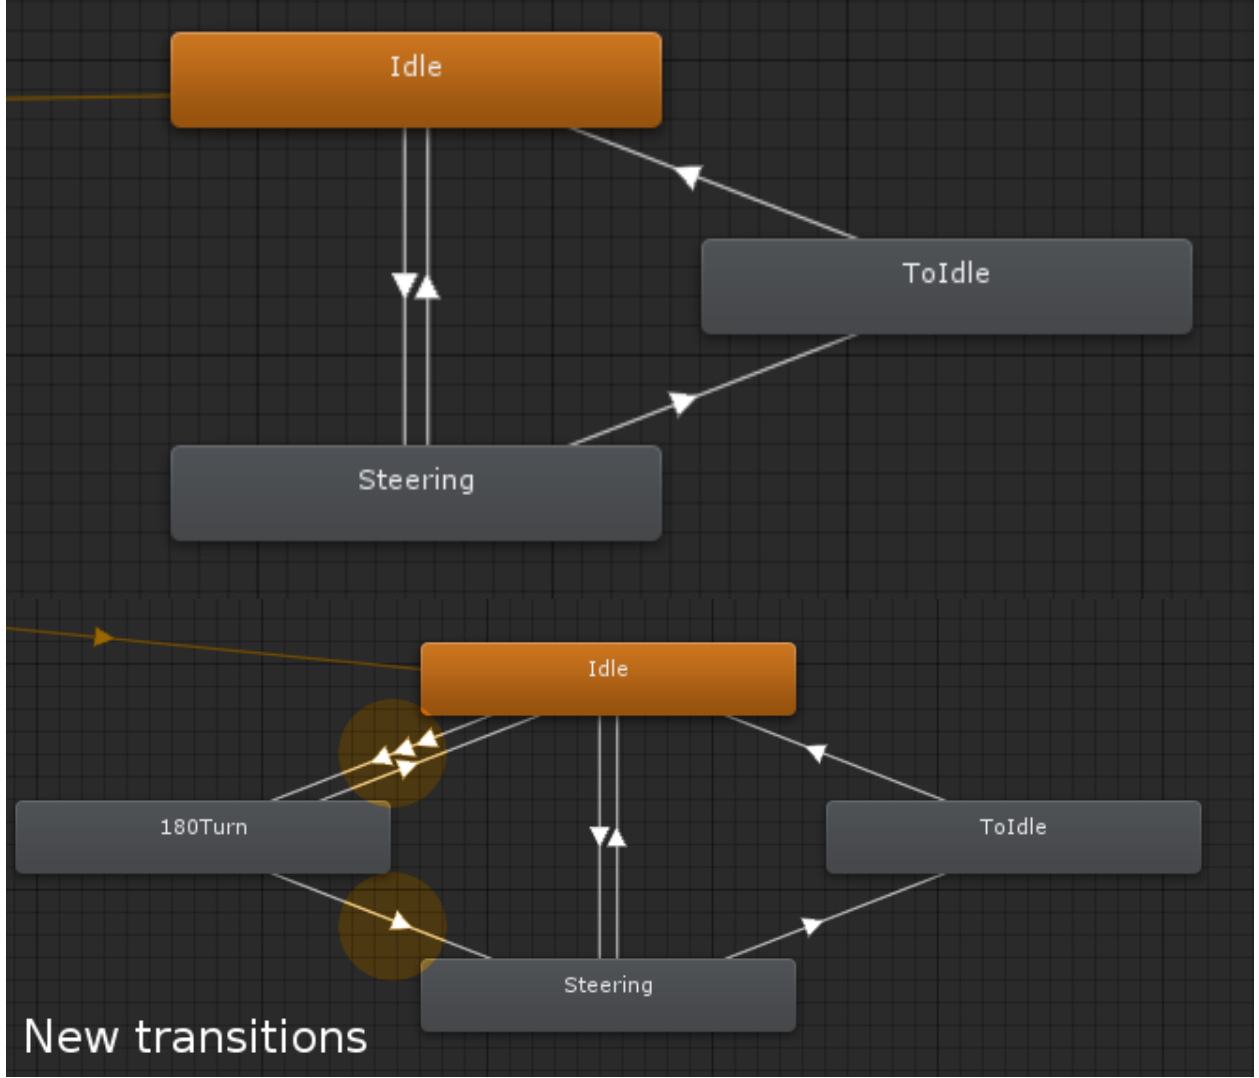 Idle
ToIdle
Steering
Idle
180Turn
ToIdle
Steering
New transitions